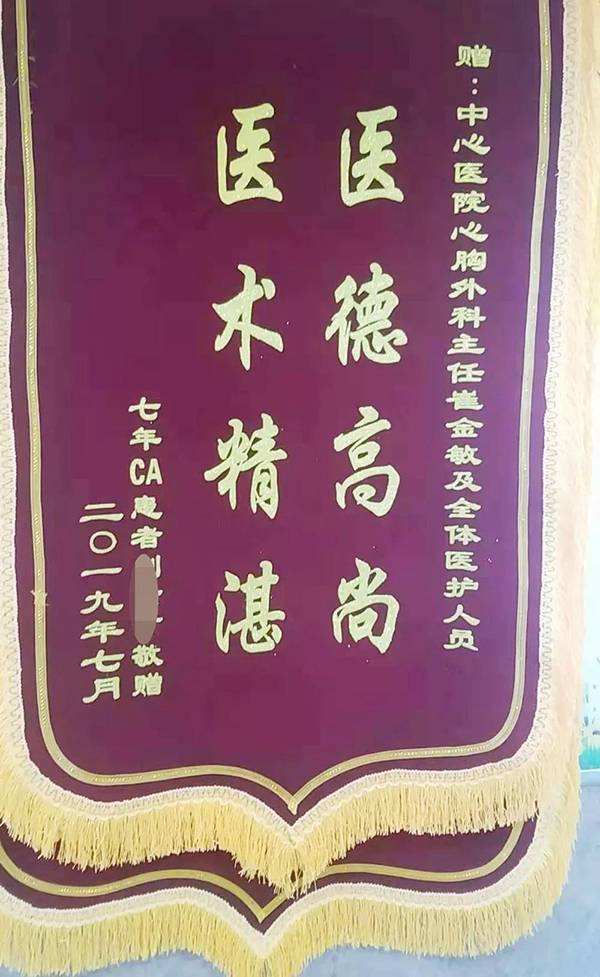 赠：中心医院心胸外科主任崔金敏及全体医护人员
医德高尚
医术精湛
七年CA患者 敬赠
二〇一九年七月